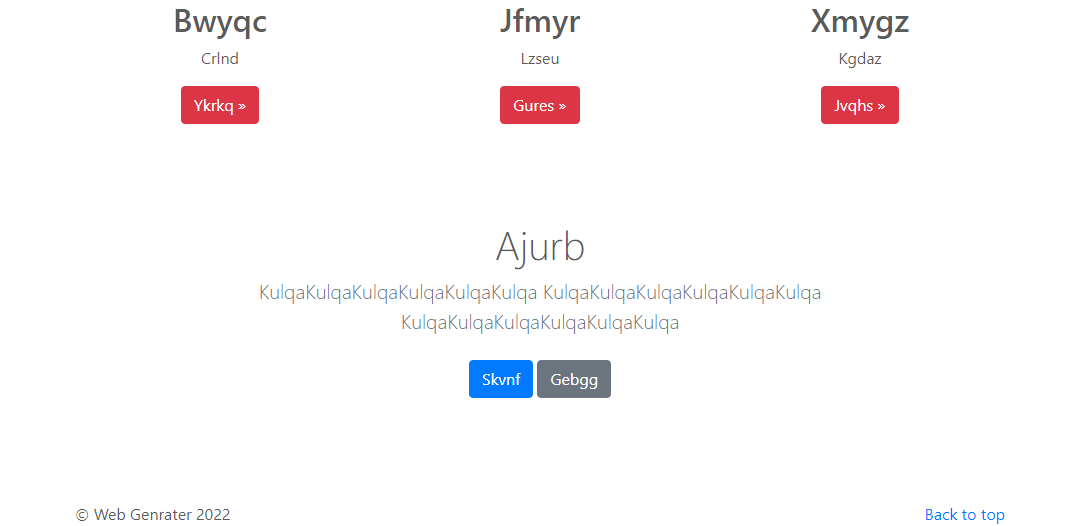 Bwyqc Jfmyr Xmygz
Crlnd Lzseu Kgdaz
Ykrkq » Gures » Jvqhs »
Ajurb
KulqaKulqaKulqaKulqaKulqaKulqa KulqaKulqaKulqaKulqaKulqaKulqa
KulqaKulqaKulqaKulqaKulqaKulqa
Skvnf Gebgg
© Web Genrater 2022 Back to top